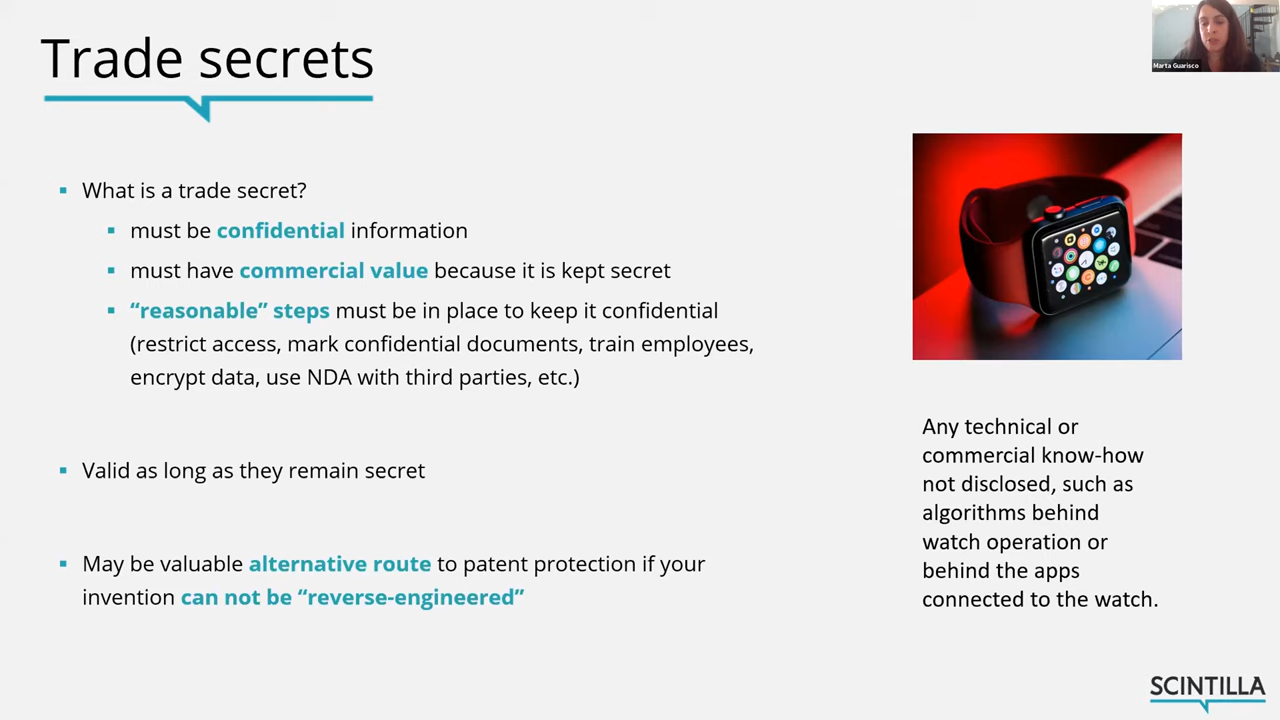 Trade secrets
Marta Guarisco
What is a trade secret?
must be confidential information
must have commercial value because it is kept secret
“reasonable” steps must be in place to keep it confidential
(restrict access, mark confidential documents, train employees,
encrypt data, use NDA with third parties, etc.)
Valid as long as they remain secret
May be valuable alternative route to patent protection if your
invention can not be “reverse-engineered”
Any technical or
commercial know-how
not disclosed, such as
algorithms behind
watch operation or
behind the apps
connected to the watch.
SCINTILLA